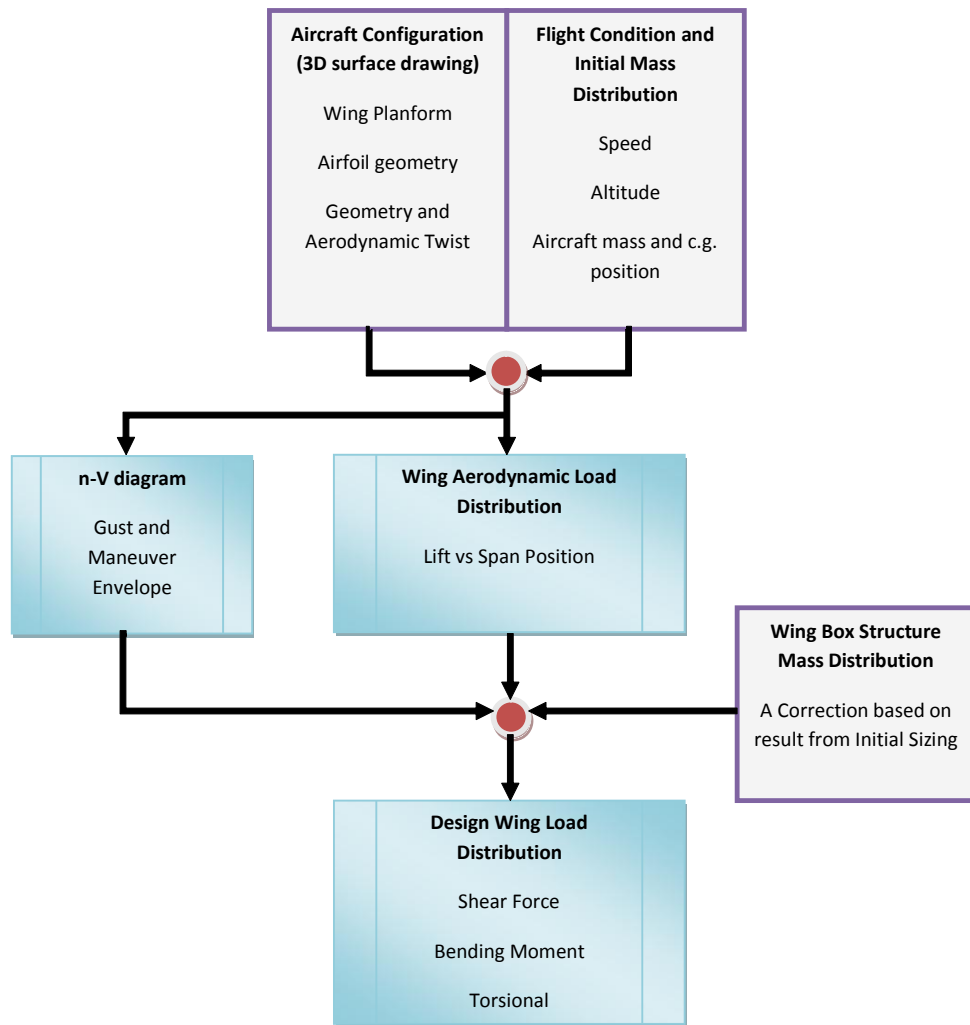 Aircraft Configuration
(3D surface drawing)
Wing Planform
Airfoil geometry
Geometry and
Aerodynamic Twist
Flight Condition and
Initial Mass
Distribution
Speed
Altitude
Aircraft mass and c.g.
position
n-V diagram
Gust and
Maneuver
Envelope
Wing Aerodynamic Load
Distribution
Lift vs Span Position
Wing Box Structure
Mass Distribution
A Correction based on
result from Initial Sizing
Design Wing Load
Distribution
Shear Force
Bending Moment
Torsional